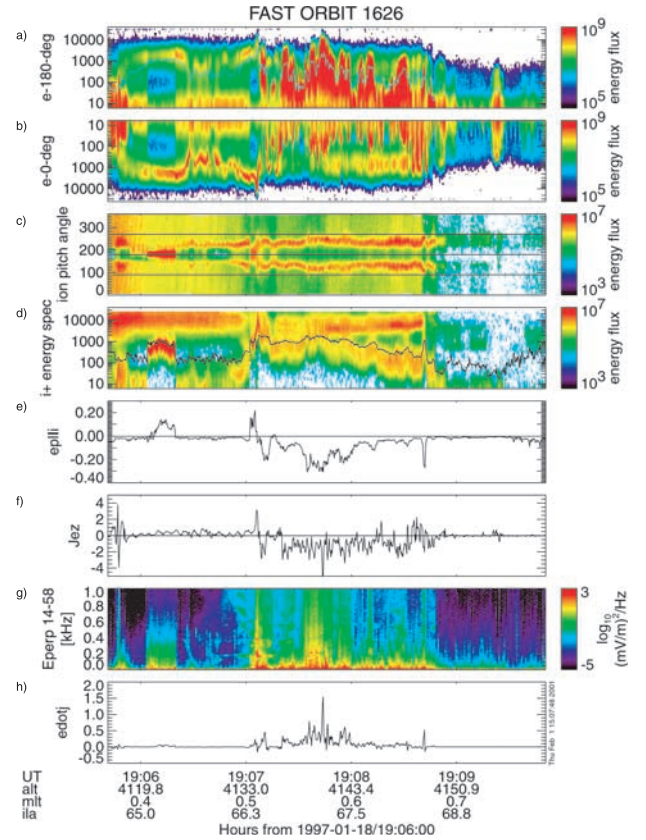 FAST ORBIT 1626
a)
e-180-deg
10000
1000
100
10
10^9
10^5
energy flux
b)
e-0-deg
10
100
1000
10000
10^9
10^5
energy flux
c)
ion pitch angle
300
200
100
0
10^7
10^3
energy flux
d)
i+ energy spec
10000
1000
100
10
10^7
10^3
energy flux
e)
eplli
0.20
0.00
-0.20
-0.40
f)
Jez
4
2
0
-2
-4
g)
Eperp 14-58
[kHz]
1.0
0.8
0.6
0.4
0.2
0.0
3
-5
log10
(mV/m)^2/Hz
h)
edotj
2.0
1.5
1.0
0.5
0.0
-0.5
Thu Feb 1 15:07:48 2001
UT 19:06 19:07 19:08 19:09
alt 4119.8 4133.0 4143.4 4150.9
mlt 0.4 0.5 0.6 0.7
ila 65.0 66.3 67.5 68.8
Hours from 1997-01-18/19:06:00